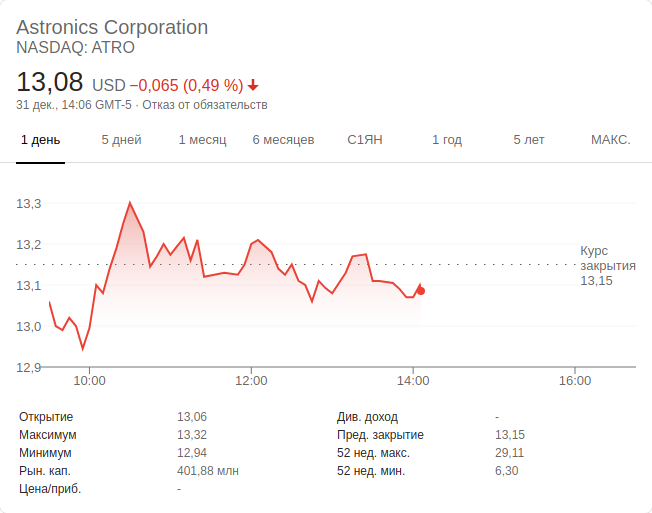 Astronics Corporation
NASDAQ: ATRO
13,08 USD −0,065 (0,49 %)
31 дек., 14:06 GMT-5 · Отказ от обязательств
1 день 5 дней 1 месяц 6 месяцев С1ЯН 1 год 5 лет МАКС.
13,3
13,2
13,1
13,0
12,9
Курс
закрытия
13,15
10:00 12:00 14:00 16:00
Открытие 13,06 Див. доход -
Максимум 13,32 Пред. закрытие 13,15
Минимум 12,94 52 нед. макс. 29,11
Рын. кап. 401,88 млн 52 нед. мин. 6,30
Цена/приб. -